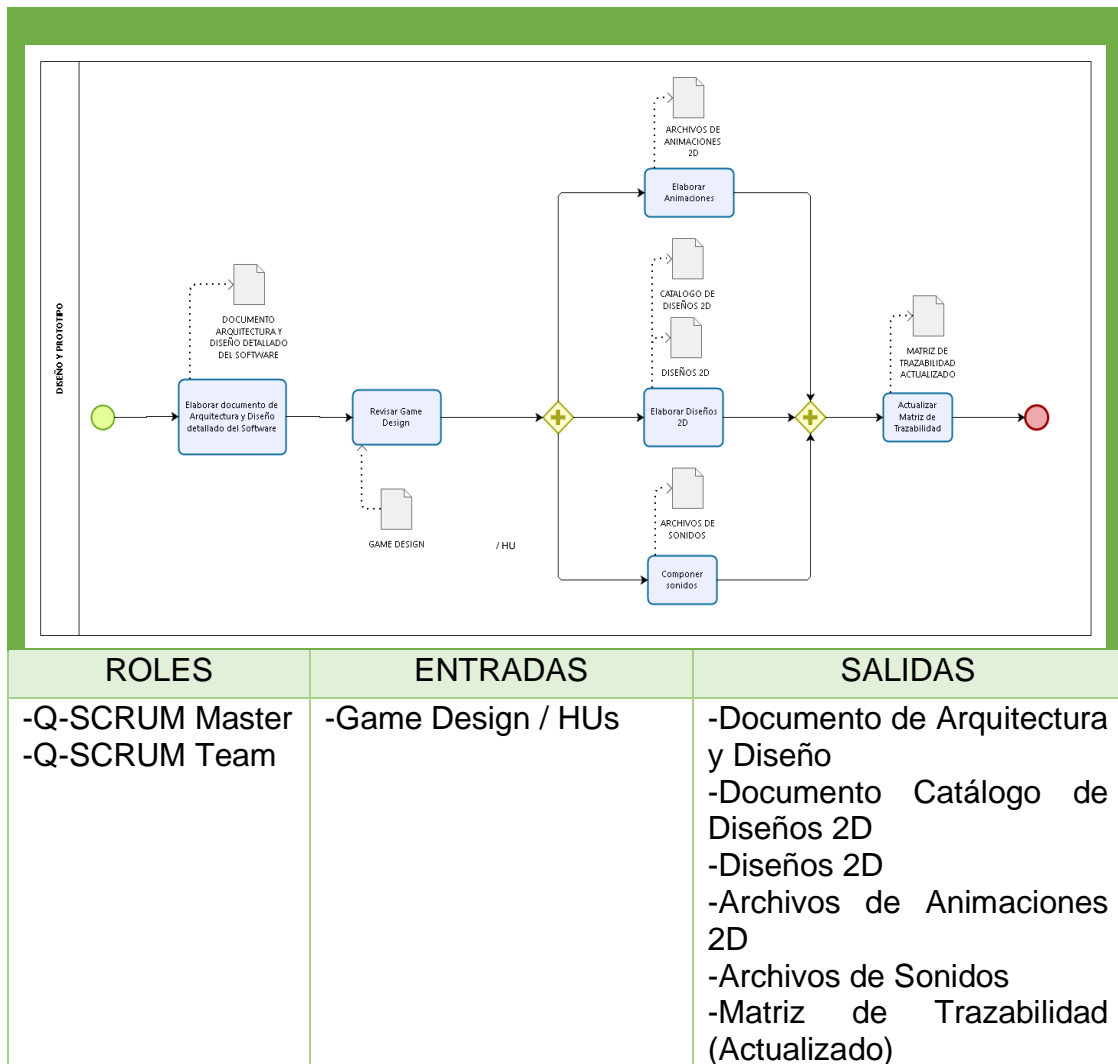 DISEÑO Y PROTOTIPO
DOCUMENTO
ARQUITECTURA Y
DISEÑO DETALLADO
DEL SOFTWARE
Elaborar documento de
Arquitectura y Diseño
detallado del Software
Revisar Game
Design
GAME DESIGN
/ HU
ARCHIVOS DE
ANIMACIONES
2D
Elaborar
Animaciones
CATALOGO DE
DISEÑOS 2D
DISEÑOS 2D
Elaborar Diseños
2D
ARCHIVOS DE
SONIDOS
Componer
sonidos
MATRIZ DE
TRAZABILIDAD
ACTUALIZADO
Actualizar
Matriz de
Trazabilidad
ROLES
ENTRADAS
SALIDAS
-Q-SCRUM Master
-Q-SCRUM Team
-Game Design / HUs
-Documento de Arquitectura
y Diseño
-Documento Catálogo de
Diseños 2D
-Diseños 2D
-Archivos de Animaciones
2D
-Archivos de Sonidos
-Matriz de Trazabilidad
(Actualizado)